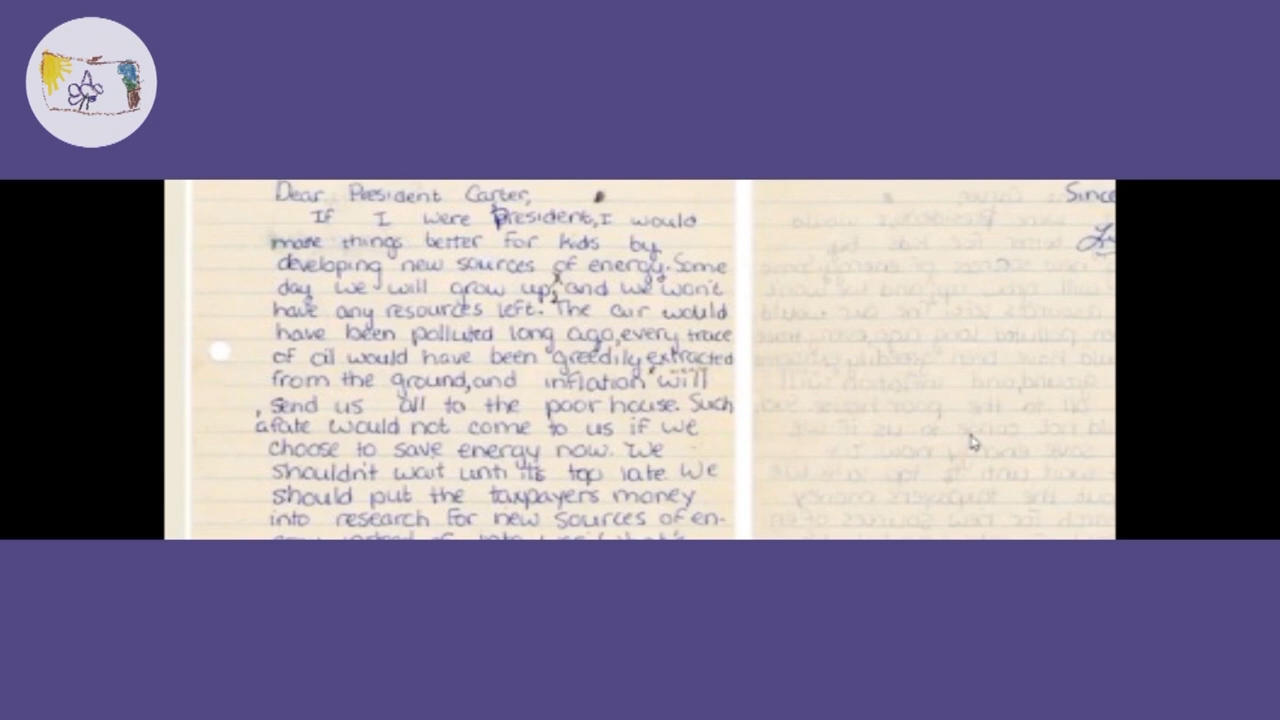 Dear President Carter,
If I were President, I would
make things better for kids by
developing new sources of energy. Some
day we will grow up, and we won't
have any resources left. The air would
have been polluted long ago, every trace
of oil would have been greedily extracted
from the ground, and inflation will
send us all to the poor house. Such
a fate would not come to us if we
choose to save energy now. We
shouldn't wait until its too late. We
should put the taxpayers money
into research for new sources of en-
instead of into
Since